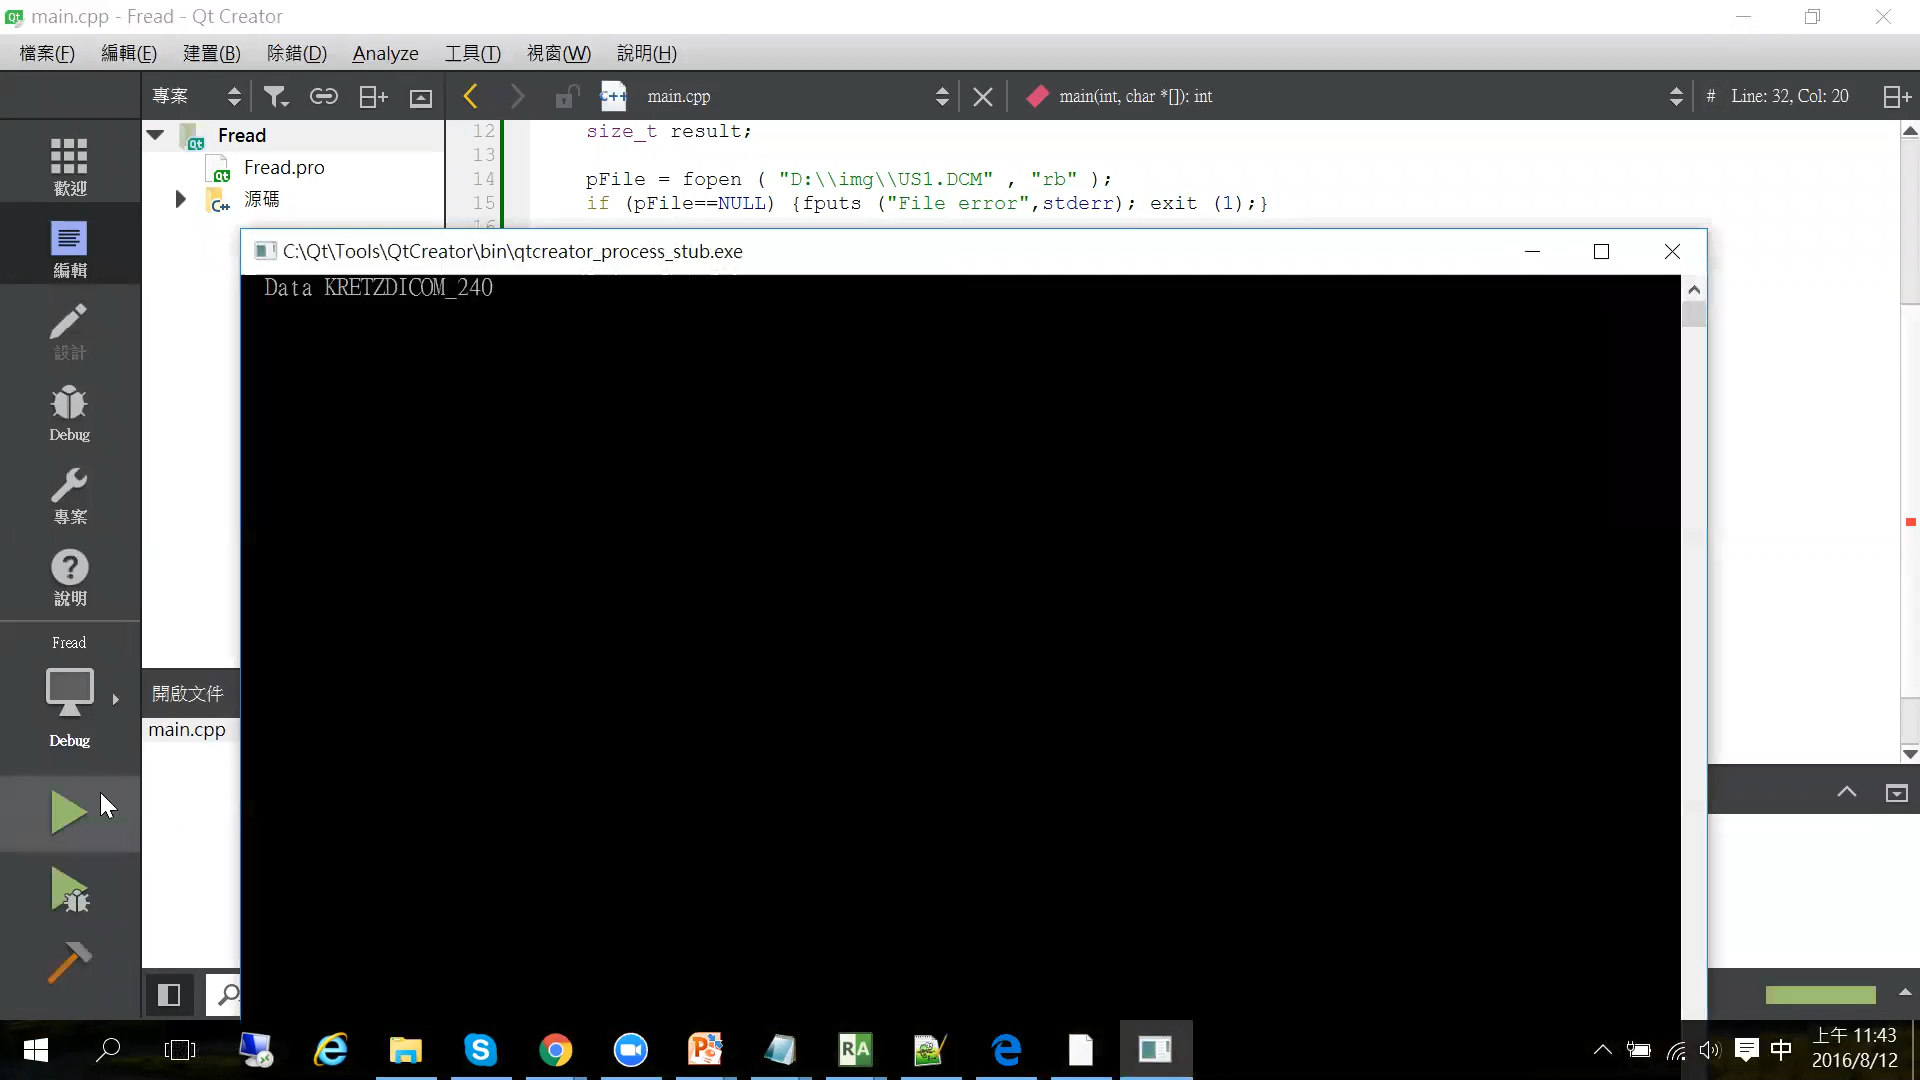 main.cpp - Fread - Qt Creator
檔案(F) 編輯(E) 建置(B) 除錯(D) Analyze 工具(T) 視窗(W) 說明(H)
專案 main.cpp main(int, char *[]): int # Line: 32, Col: 20
歡迎
編輯
設計
Debug
專案
說明
Fread
Debug
Fread
Fread.pro
源碼
開啟文件
main.cpp
12 size_t result;
13
14 pFile = fopen ( "D:\\img\\US1.DCM" , "rb" );
15 if (pFile==NULL) {fputs ("File error",stderr); exit (1);}
C:\Qt\Tools\QtCreator\bin\qtcreator_process_stub.exe
Data KRETZDICOM_240
中
上午 11:43
2016/8/12